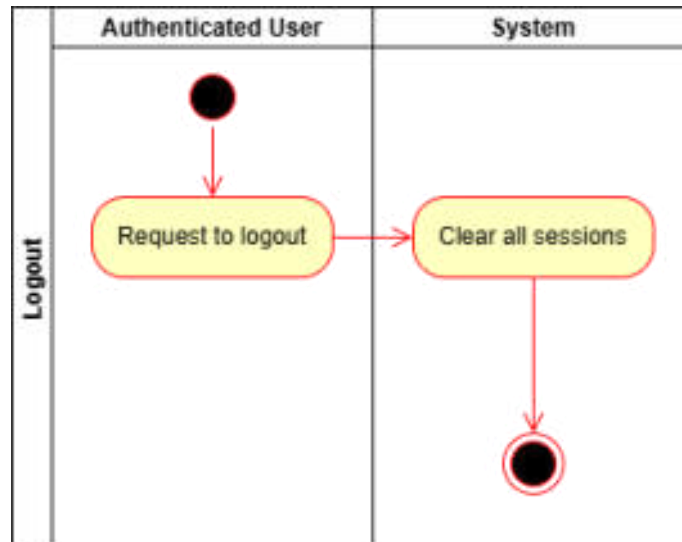 Authenticated User
System
Logout
Request to logout
Clear all sessions